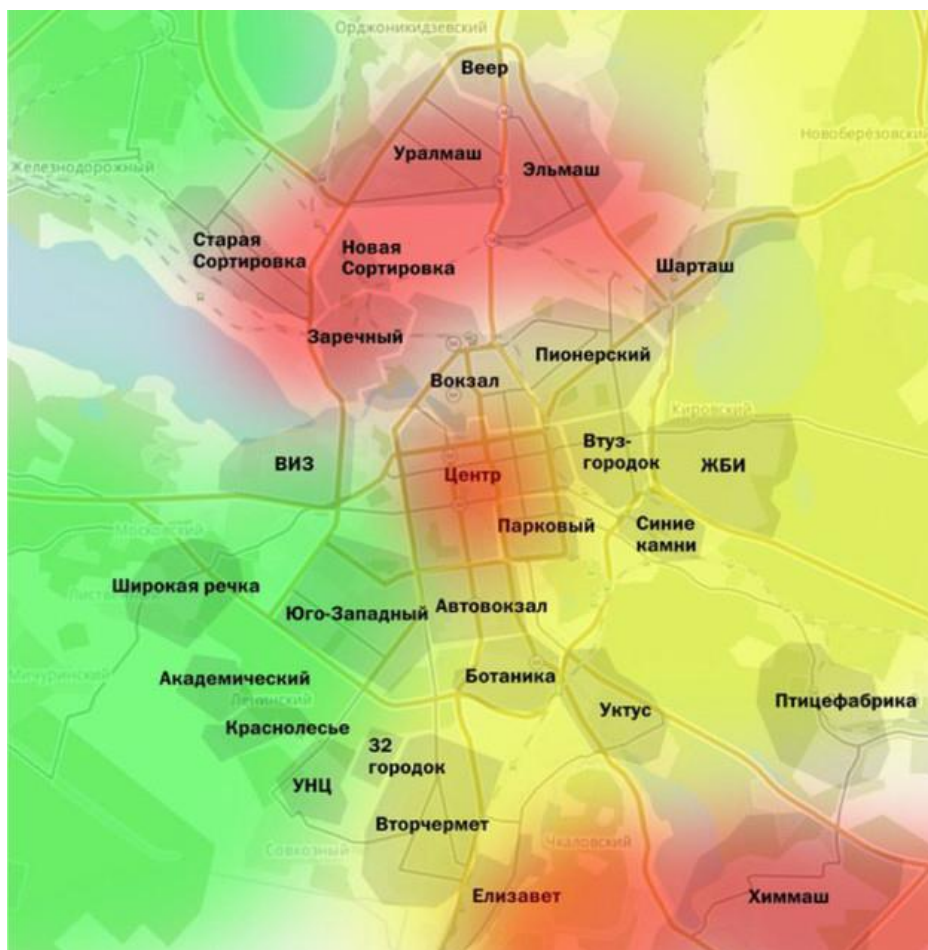 Орджоникидзевский
Веер
Новоберёзовский
Уралмаш
Эльмаш
Железнодорожный
Старая
Сортировка
Новая
Сортировка
Шарташ
Заречный
Пионерский
Вокзал
Кировский
ВИЗ
Центр
Втуз-
городок
ЖБИ
Московский
Парковый
Синие
камни
Широкая речка
Юго-Западный
Автовокзал
Мичуринский
Академический
Ленинский
Ботаника
Птицефабрика
Краснолесье
Уктус
32
городок
УНЦ
Вторчермет
Совхозный
Чкаловский
Елизавет
Химмаш